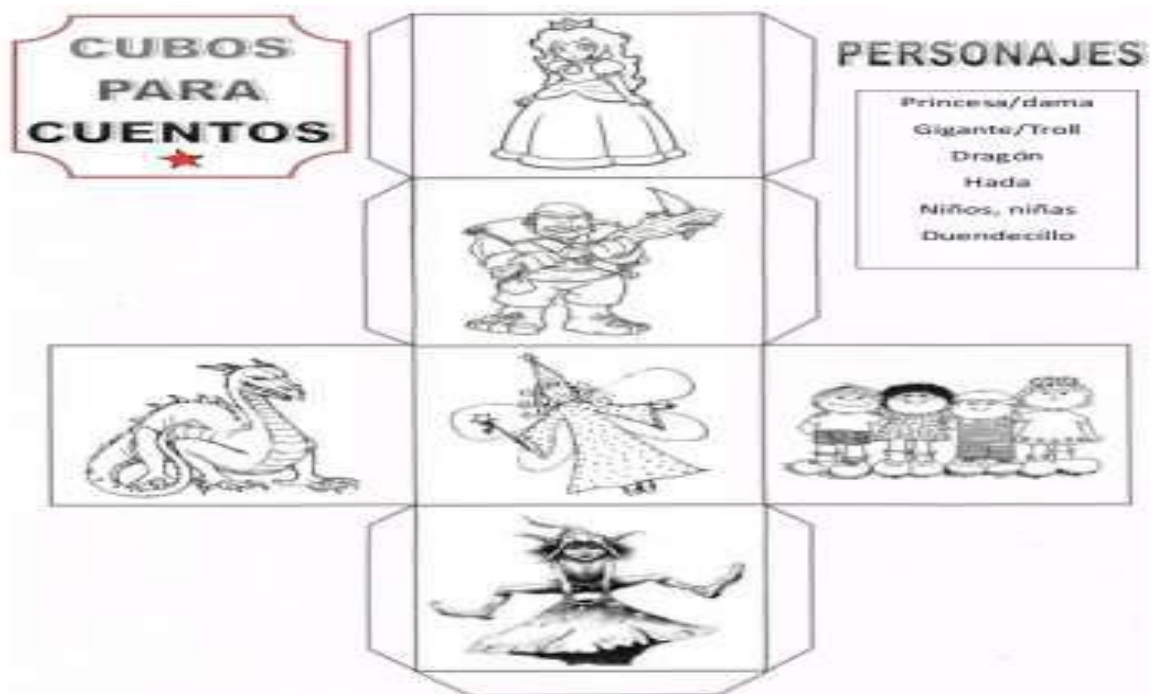 CUBOS
PARA
CUENTOS
PERSONAJES
Princesa/dama
Gigante/Troll
Dragón
Hada
Niños, niñas
Duendecillo